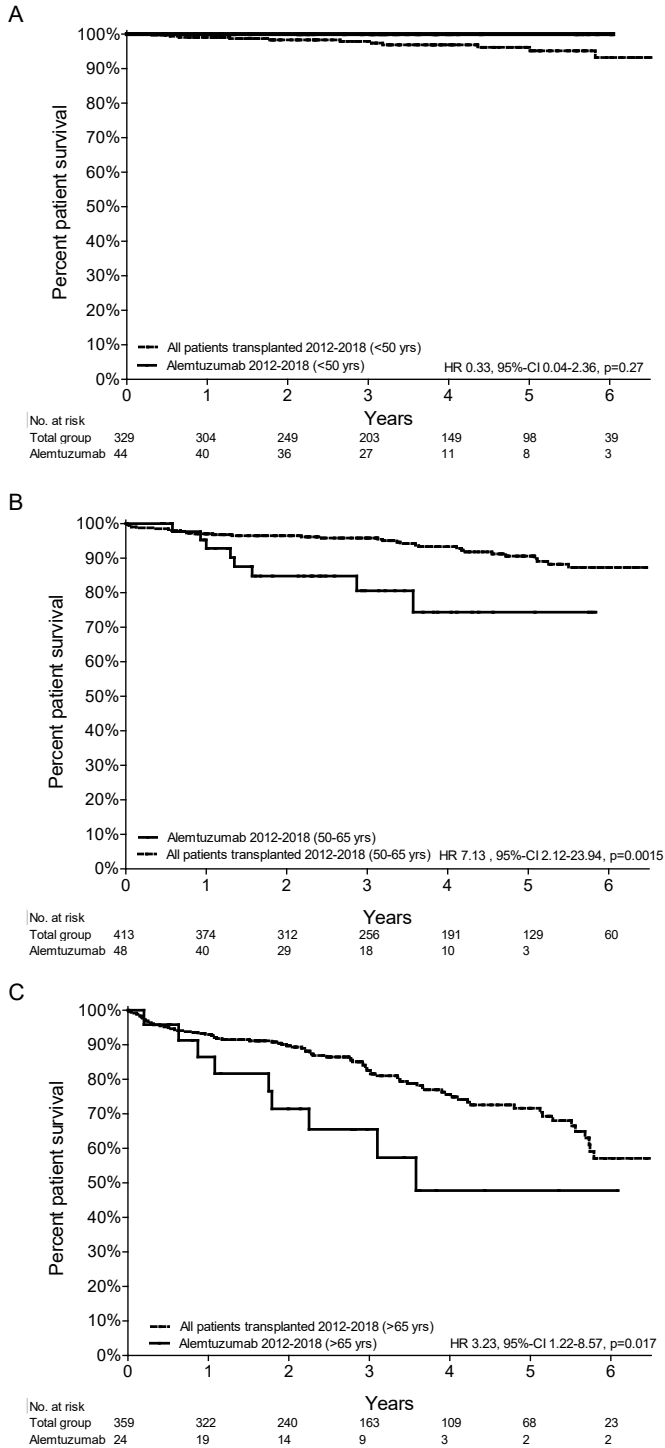 A
Percent patient survival
100%
90%
80%
70%
60%
50%
40%
30%
20%
10%
0%
All patients transplanted 2012-2018 (<50 yrs)
Alemtuzumab 2012-2018 (<50 yrs)
HR 0.33, 95%-CI 0.04-2.36, p=0.27
0 1 2 3 4 5 6
Years
No. at risk
Total group 329 304 249 203 149 98 39
Alemtuzumab 44 40 36 27 11 8 3
B
Percent patient survival
100%
90%
80%
70%
60%
50%
40%
30%
20%
10%
0%
Alemtuzumab 2012-2018 (50-65 yrs)
All patients transplanted 2012-2018 (50-65 yrs) HR 7.13 , 95%-CI 2.12-23.94, p=0.0015
0 1 2 3 4 5 6
Years
No. at risk
Total group 413 374 312 256 191 129 60
Alemtuzumab 48 40 29 18 10 3
C
Percent patient survival
100%
90%
80%
70%
60%
50%
40%
30%
20%
10%
0%
All patients transplanted 2012-2018 (>65 yrs)
Alemtuzumab 2012-2018 (>65 yrs)
HR 3.23, 95%-CI 1.22-8.57, p=0.017
0 1 2 3 4 5 6
Years
No. at risk
Total group 359 322 240 163 109 68 23
Alemtuzumab 24 19 14 9 3 2 2